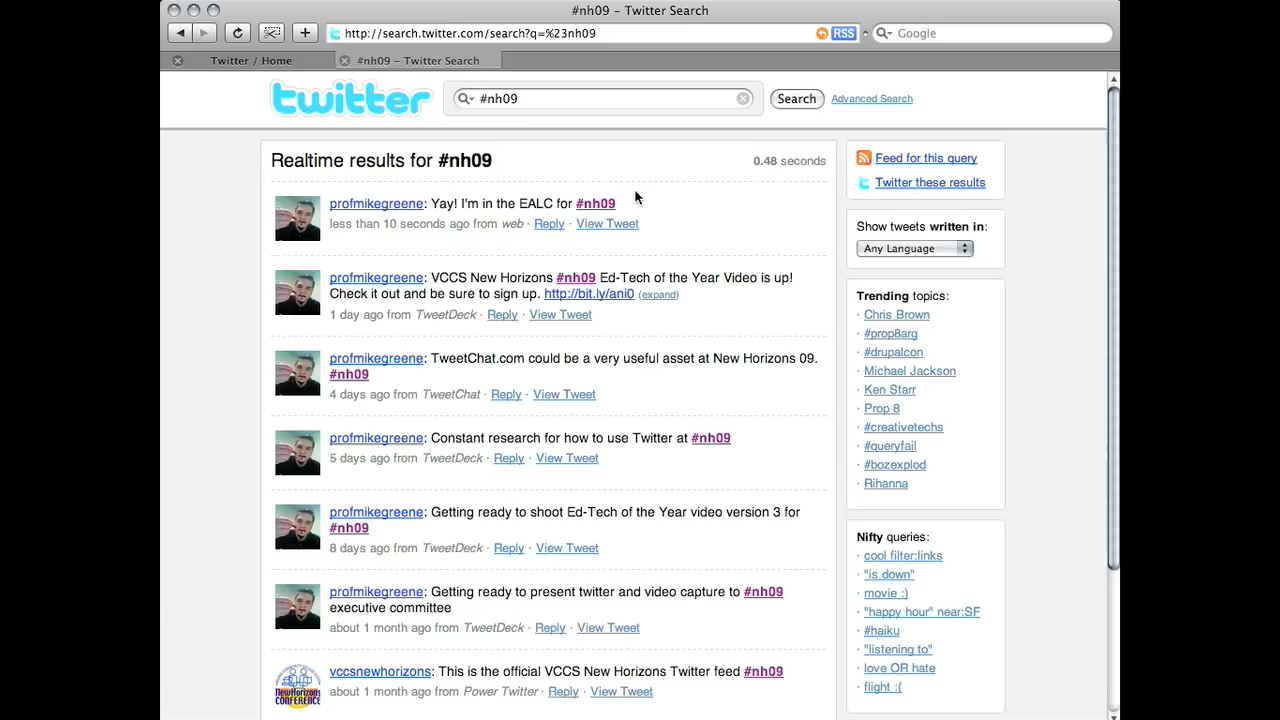 #nh09 – Twitter Search
http://search.twitter.com/search?q=%23nh09
RSS
Google
Twitter / Home
#nh09 – Twitter Search
twitter
#nh09
Search
Advanced Search
Realtime results for #nh09
0.48 seconds
profmikegreene: Yay! I'm in the EALC for #nh09
less than 10 seconds ago from web · Reply · View Tweet
profmikegreene: VCCS New Horizons #nh09 Ed-Tech of the Year Video is up!
Check it out and be sure to sign up. http://bit.ly/ani0 (expand)
1 day ago from TweetDeck · Reply · View Tweet
profmikegreene: TweetChat.com could be a very useful asset at New Horizons 09.
#nh09
4 days ago from TweetChat · Reply · View Tweet
profmikegreene: Constant research for how to use Twitter at #nh09
5 days ago from TweetDeck · Reply · View Tweet
profmikegreene: Getting ready to shoot Ed-Tech of the Year video version 3 for
#nh09
8 days ago from TweetDeck · Reply · View Tweet
profmikegreene: Getting ready to present twitter and video capture to #nh09
executive committee
about 1 month ago from TweetDeck · Reply · View Tweet
New Horizons
CONFERENCE
vccsnewhorizons: This is the official VCCS New Horizons Twitter feed #nh09
about 1 month ago from Power Twitter · Reply · View Tweet
Feed for this query
Twitter these results
Show tweets written in:
Any Language
Trending topics:
· Chris Brown
· #prop8arg
· #drupalcon
· Michael Jackson
· Ken Starr
· Prop 8
· #creativetechs
· #queryfail
· #bozexplod
· Rihanna
Nifty queries:
· cool filter:links
· "is down"
· movie :)
· "happy hour" near:SF
· #haiku
· "listening to"
· love OR hate
· flight :(